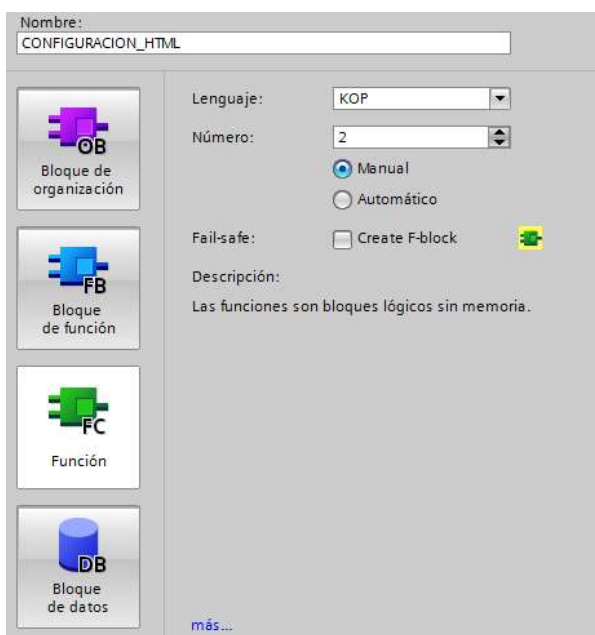 Nombre:
CONFIGURACION_HTML
OB
Bloque de
organización
FB
Bloque
de función
FC
Función
DB
Bloque
de datos
Lenguaje:
KOP
Número:
2
Manual
Automático
Fail-safe:
Create F-block
Descripción:
Las funciones son bloques lógicos sin memoria.
más...